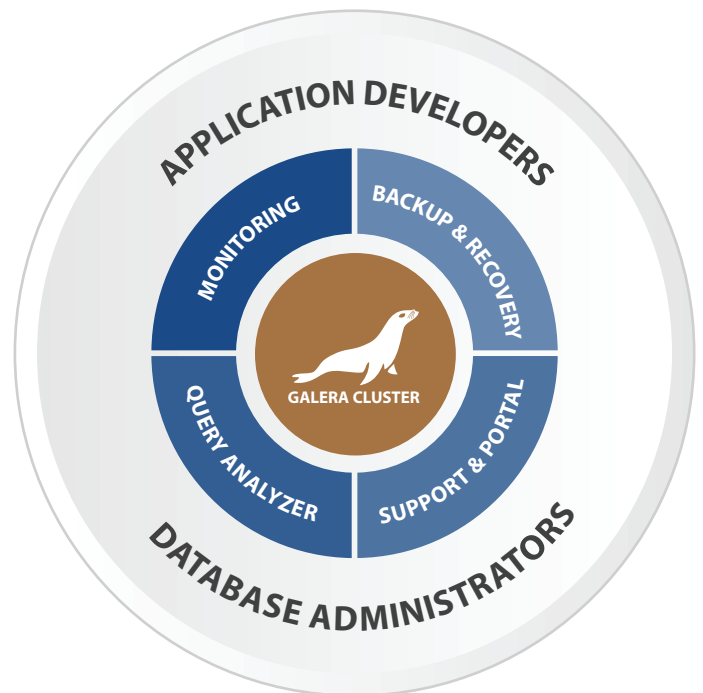 APPLICATION DEVELOPERS
MONITORING
BACKUP & RECOVERY
GALERA CLUSTER
QUERY ANALYZER
SUPPORT & PORTAL
DATABASE ADMINISTRATORS